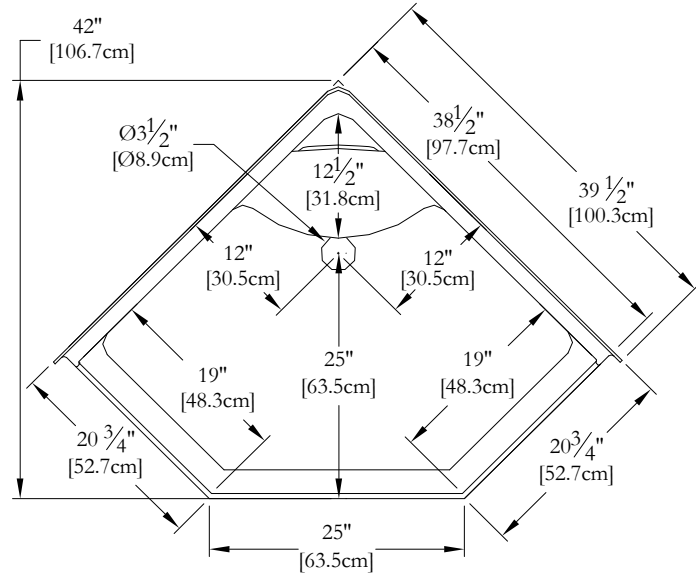 42"
[106.7cm]
Ø3½"
[Ø8.9cm]
38½"
[97.7cm]
12½"
[31.8cm]
39 ½"
[100.3cm]
12"
[30.5cm]
12"
[30.5cm]
19"
[48.3cm]
25"
[63.5cm]
19"
[48.3cm]
20 ¾"
[52.7cm]
20¾"
[52.7cm]
25"
[63.5cm]